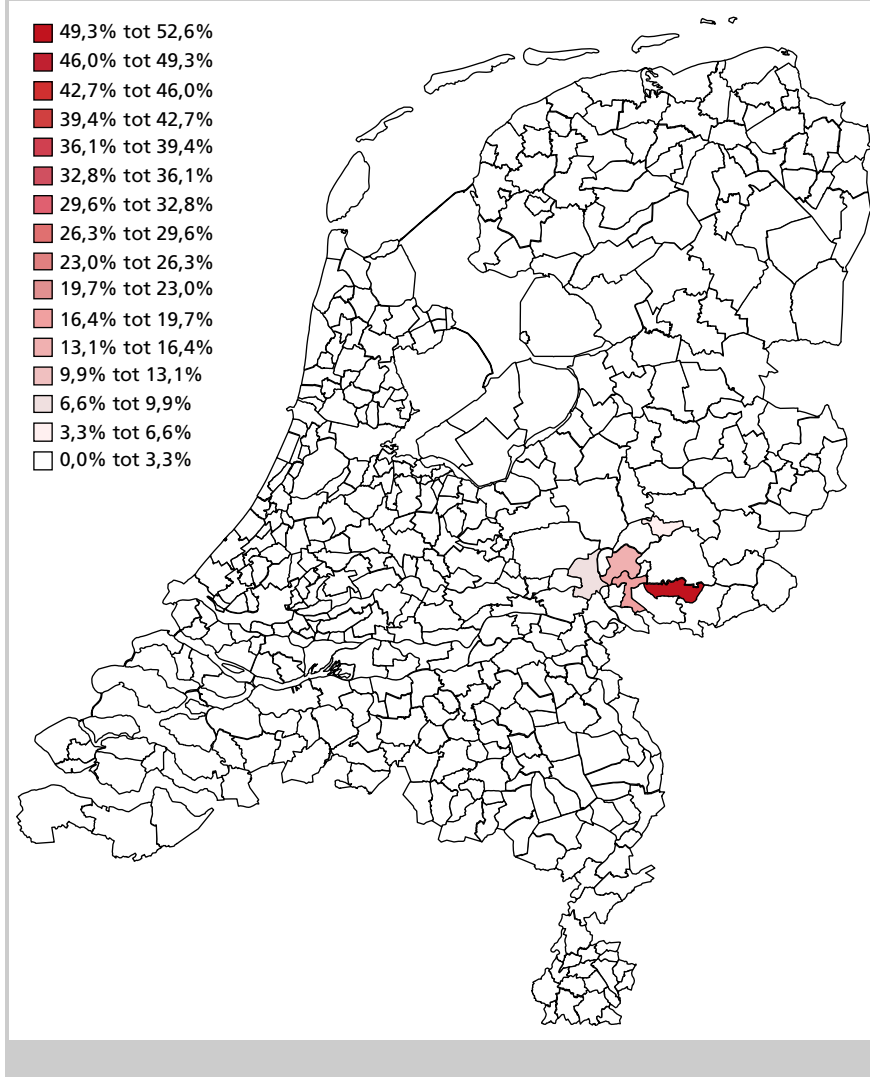 49,3% tot 52,6%
46,0% tot 49,3%
42,7% tot 46,0%
39,4% tot 42,7%
36,1% tot 39,4%
32,8% tot 36,1%
29,6% tot 32,8%
26,3% tot 29,6%
23,0% tot 26,3%
19,7% tot 23,0%
16,4% tot 19,7%
13,1% tot 16,4%
9,9% tot 13,1%
6,6% tot 9,9%
3,3% tot 6,6%
0,0% tot 3,3%